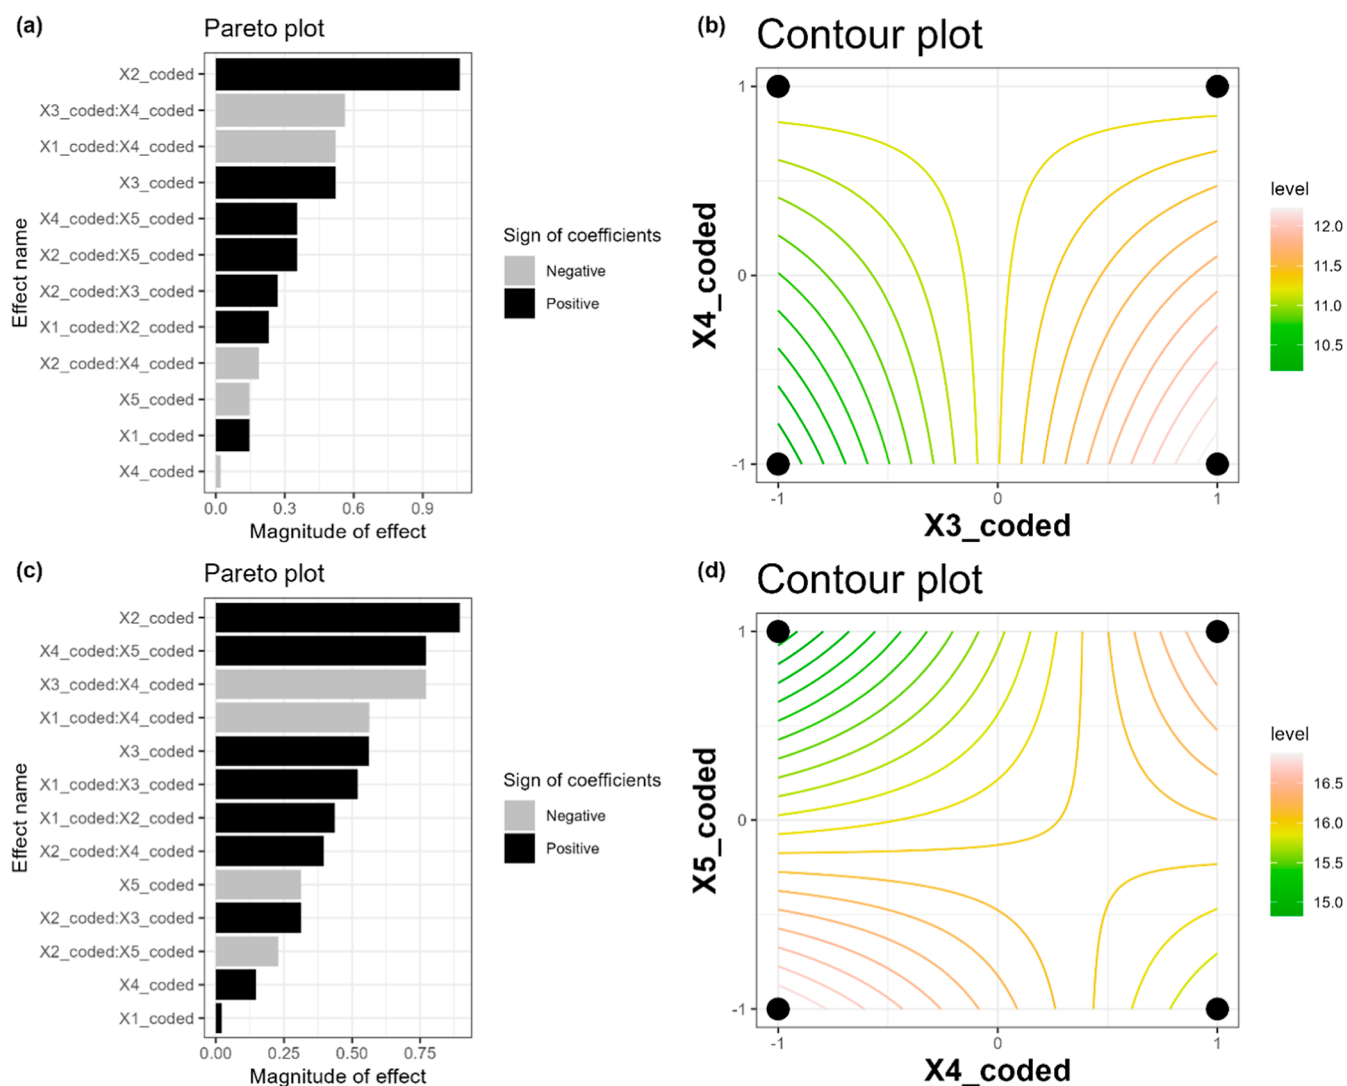 (a)
Pareto plot
Effect name
X2_coded
X3_coded:X4_coded
X1_coded:X4_coded
X3_coded
X4_coded:X5_coded
X2_coded:X5_coded
X2_coded:X3_coded
X1_coded:X2_coded
X2_coded:X4_coded
X5_coded
X1_coded
X4_coded
0.0 0.3 0.6 0.9
Magnitude of effect
Sign of coefficients
Negative
Positive
(b)
Contour plot
X4_coded
1
0
-1
-1 0 1
X3_coded
level
12.0
11.5
11.0
10.5
(c)
Pareto plot
Effect name
X2_coded
X4_coded:X5_coded
X3_coded:X4_coded
X1_coded:X4_coded
X3_coded
X1_coded:X3_coded
X1_coded:X2_coded
X2_coded:X4_coded
X5_coded
X2_coded:X3_coded
X2_coded:X5_coded
X4_coded
X1_coded
0.00 0.25 0.50 0.75
Magnitude of effect
Sign of coefficients
Negative
Positive
(d)
Contour plot
X5_coded
1
0
-1
-1 0 1
X4_coded
level
16.5
16.0
15.5
15.0